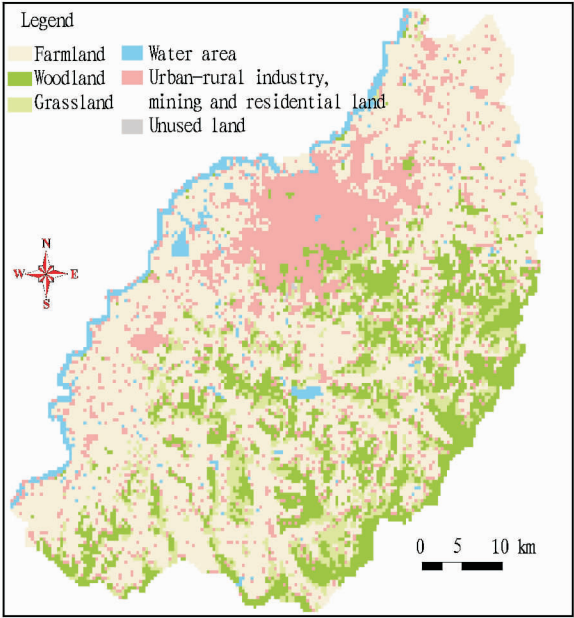 Legend
Farmland
Water area
Woodland
Urban-rural industry,
Grassland
mining and residential land
Unused land
N
W E
S
0 5 10 km